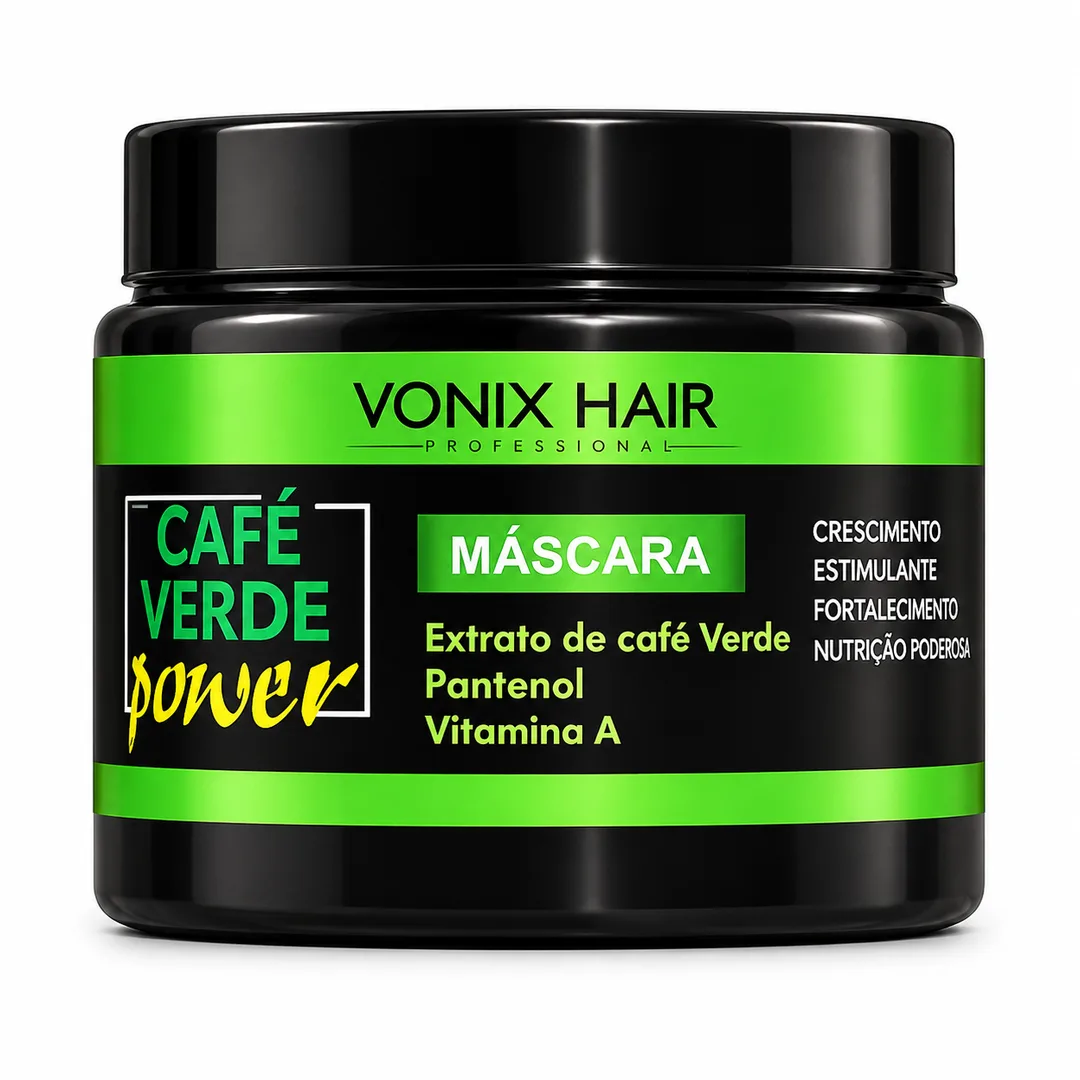 VONIX HAIR
PROFESSIONAL
CAFÉ
VERDE
power
MÁSCARA
Extrato de café Verde
Pantenol
Vitamina A
CRESCIMENTO
ESTIMULANTE
FORTALECIMENTO
NUTRIÇÃO PODEROSA